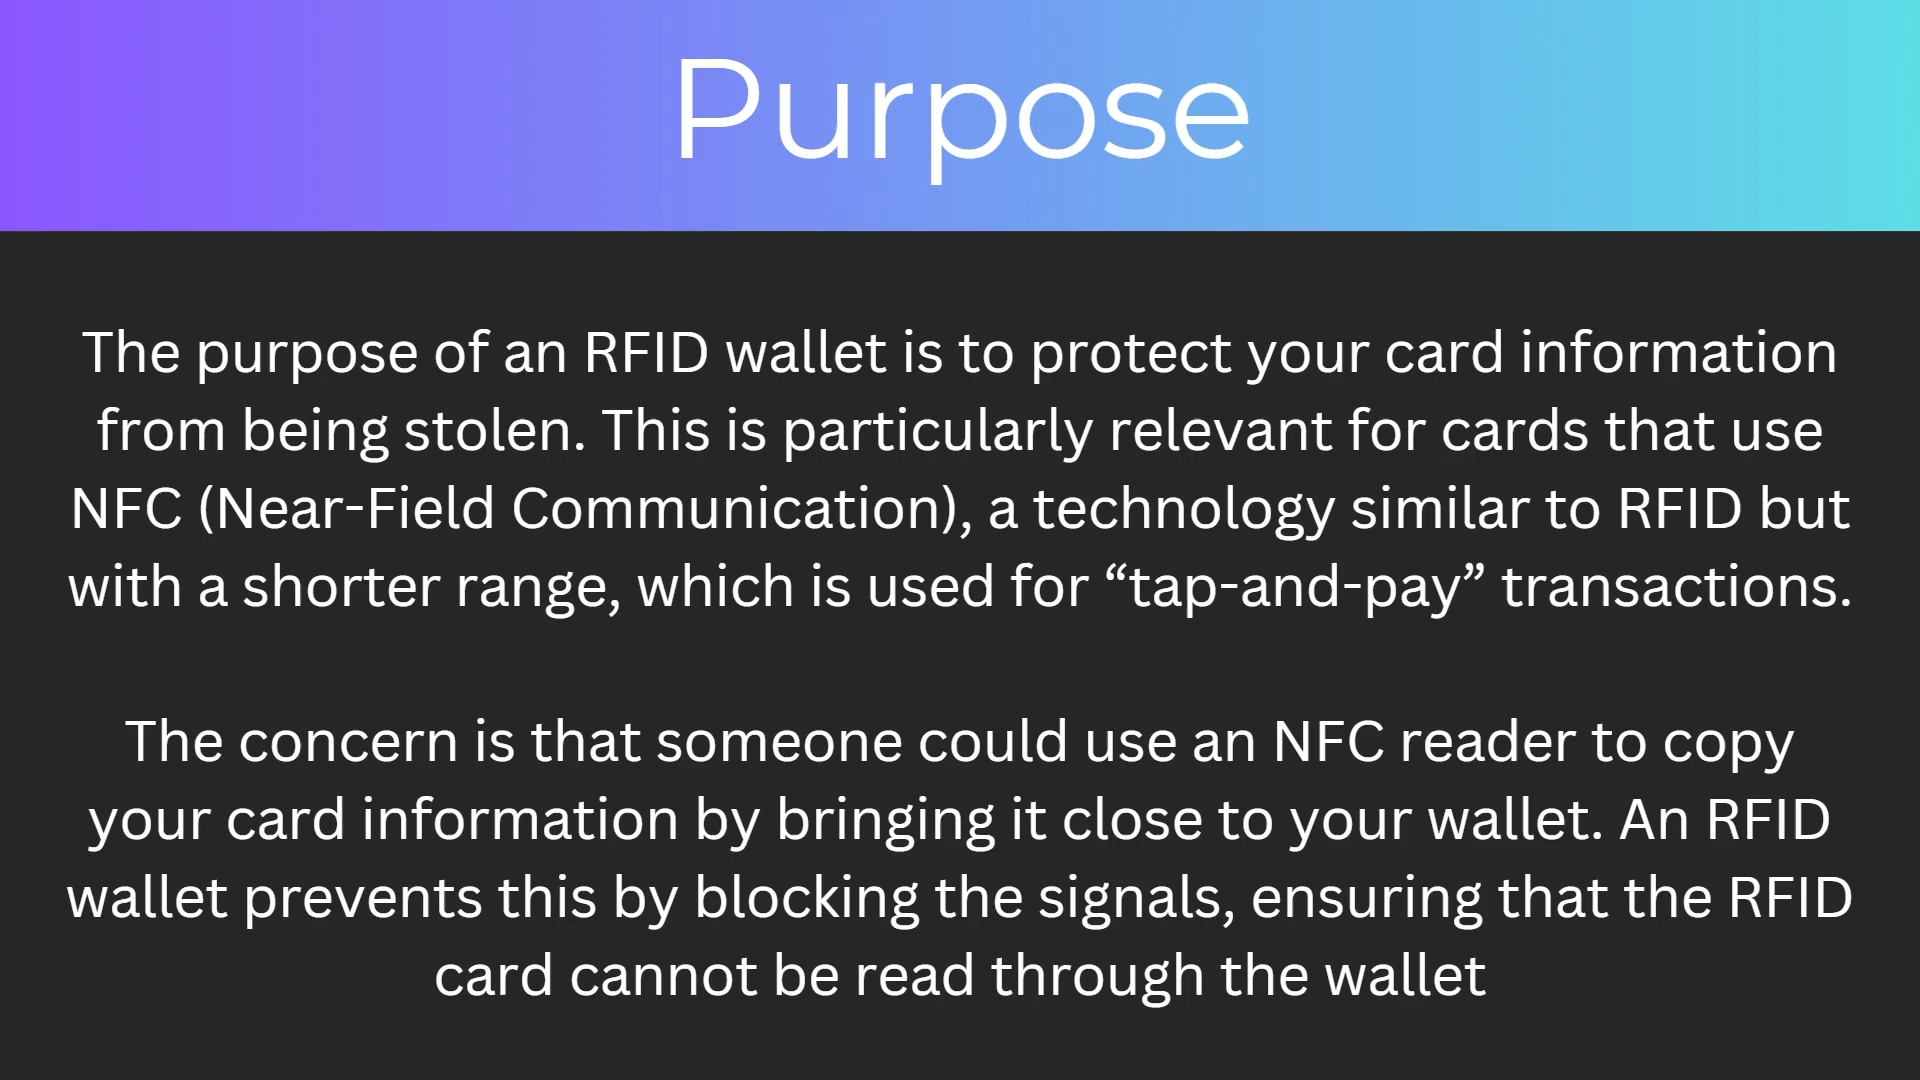 Purpose
The purpose of an RFID wallet is to protect your card information
from being stolen. This is particularly relevant for cards that use
NFC (Near-Field Communication), a technology similar to RFID but
with a shorter range, which is used for “tap-and-pay” transactions.
The concern is that someone could use an NFC reader to copy
your card information by bringing it close to your wallet. An RFID
wallet prevents this by blocking the signals, ensuring that the RFID
card cannot be read through the wallet